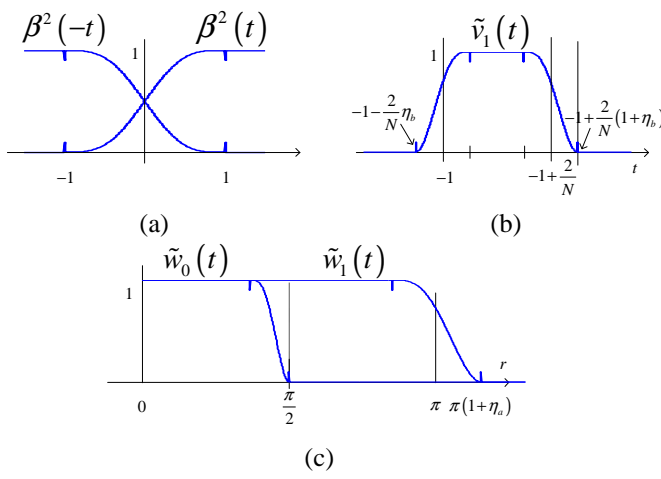 β²(−t) β²(t)
1
−1 1
(a)
ṽ₁(t)
1
−1−2/N η_b
−1+2/N(1+η_b)
−1 −1+2/N t
(b)
w̃₀(t) w̃₁(t)
1
r
0 π/2 π π(1+η_a)
(c)